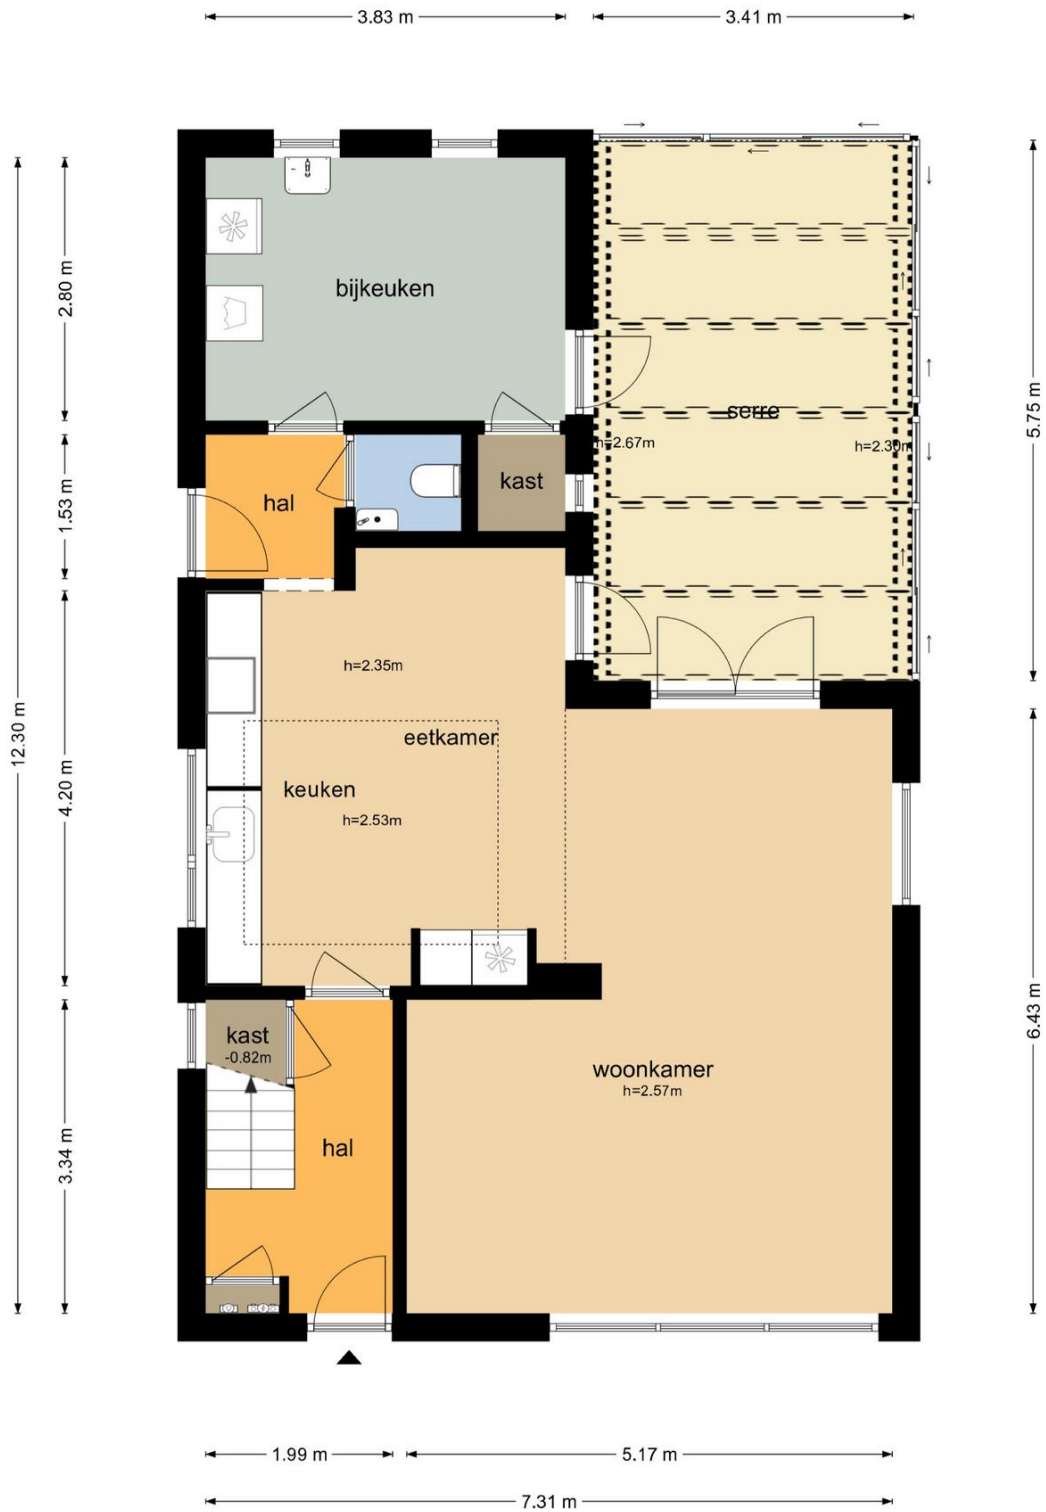 3.83 m
3.41 m
bijkeuken
2.80 m
5.75 m
serre
h=2.67m
h=2.30m
hal
kast
1.53 m
h=2.35m
eetkamer
keuken
h=2.53m
12.30 m
4.20 m
kast
-0.82m
woonkamer
h=2.57m
6.43 m
hal
3.34 m
1.99 m
5.17 m
7.31 m